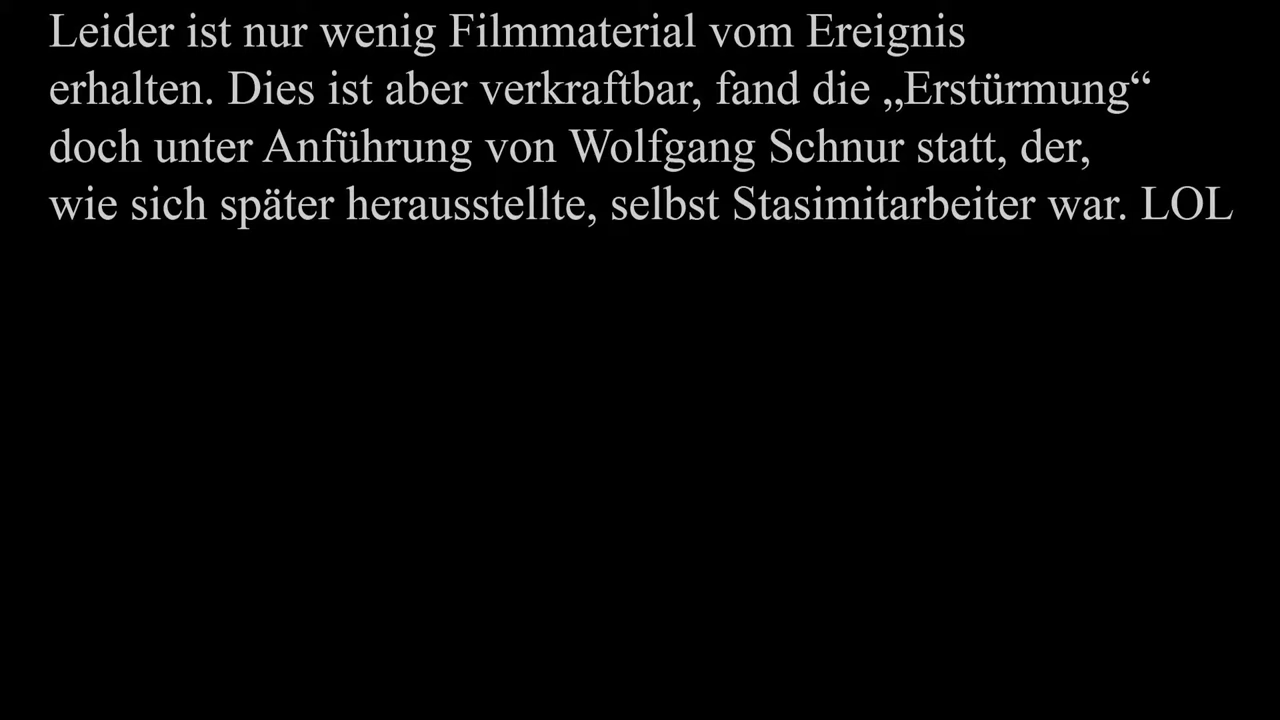 Leider ist nur wenig Filmmaterial vom Ereignis
erhalten. Dies ist aber verkraftbar, fand die „Erstürmung“
doch unter Anführung von Wolfgang Schnur statt, der,
wie sich später herausstellte, selbst Stasimitarbeiter war. LOL